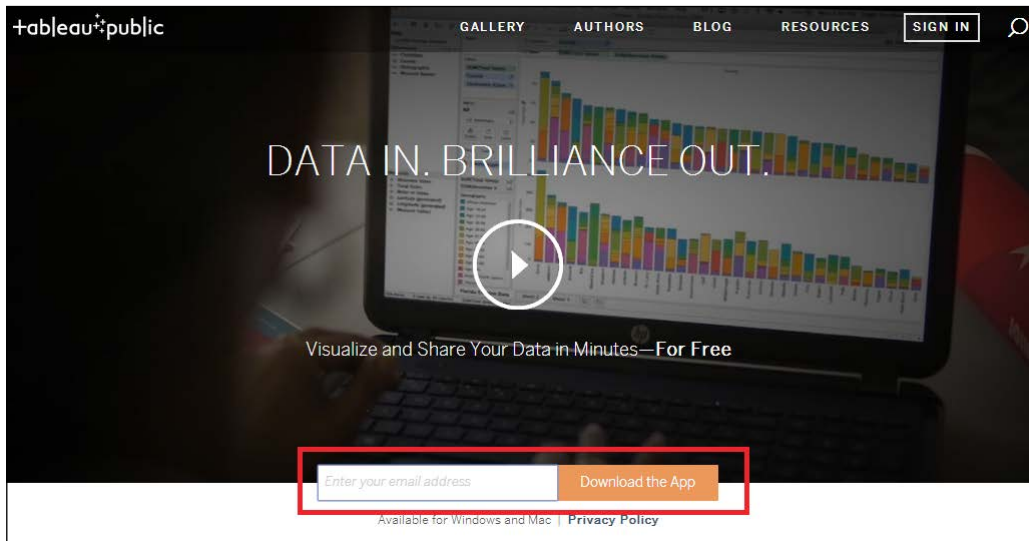 +ableau public
GALLERY AUTHORS BLOG RESOURCES SIGN IN
DATA IN. BRILLIANCE OUT.
Visualize and Share Your Data in Minutes—For Free
Enter your email address Download the App
Available for Windows and Mac | Privacy Policy